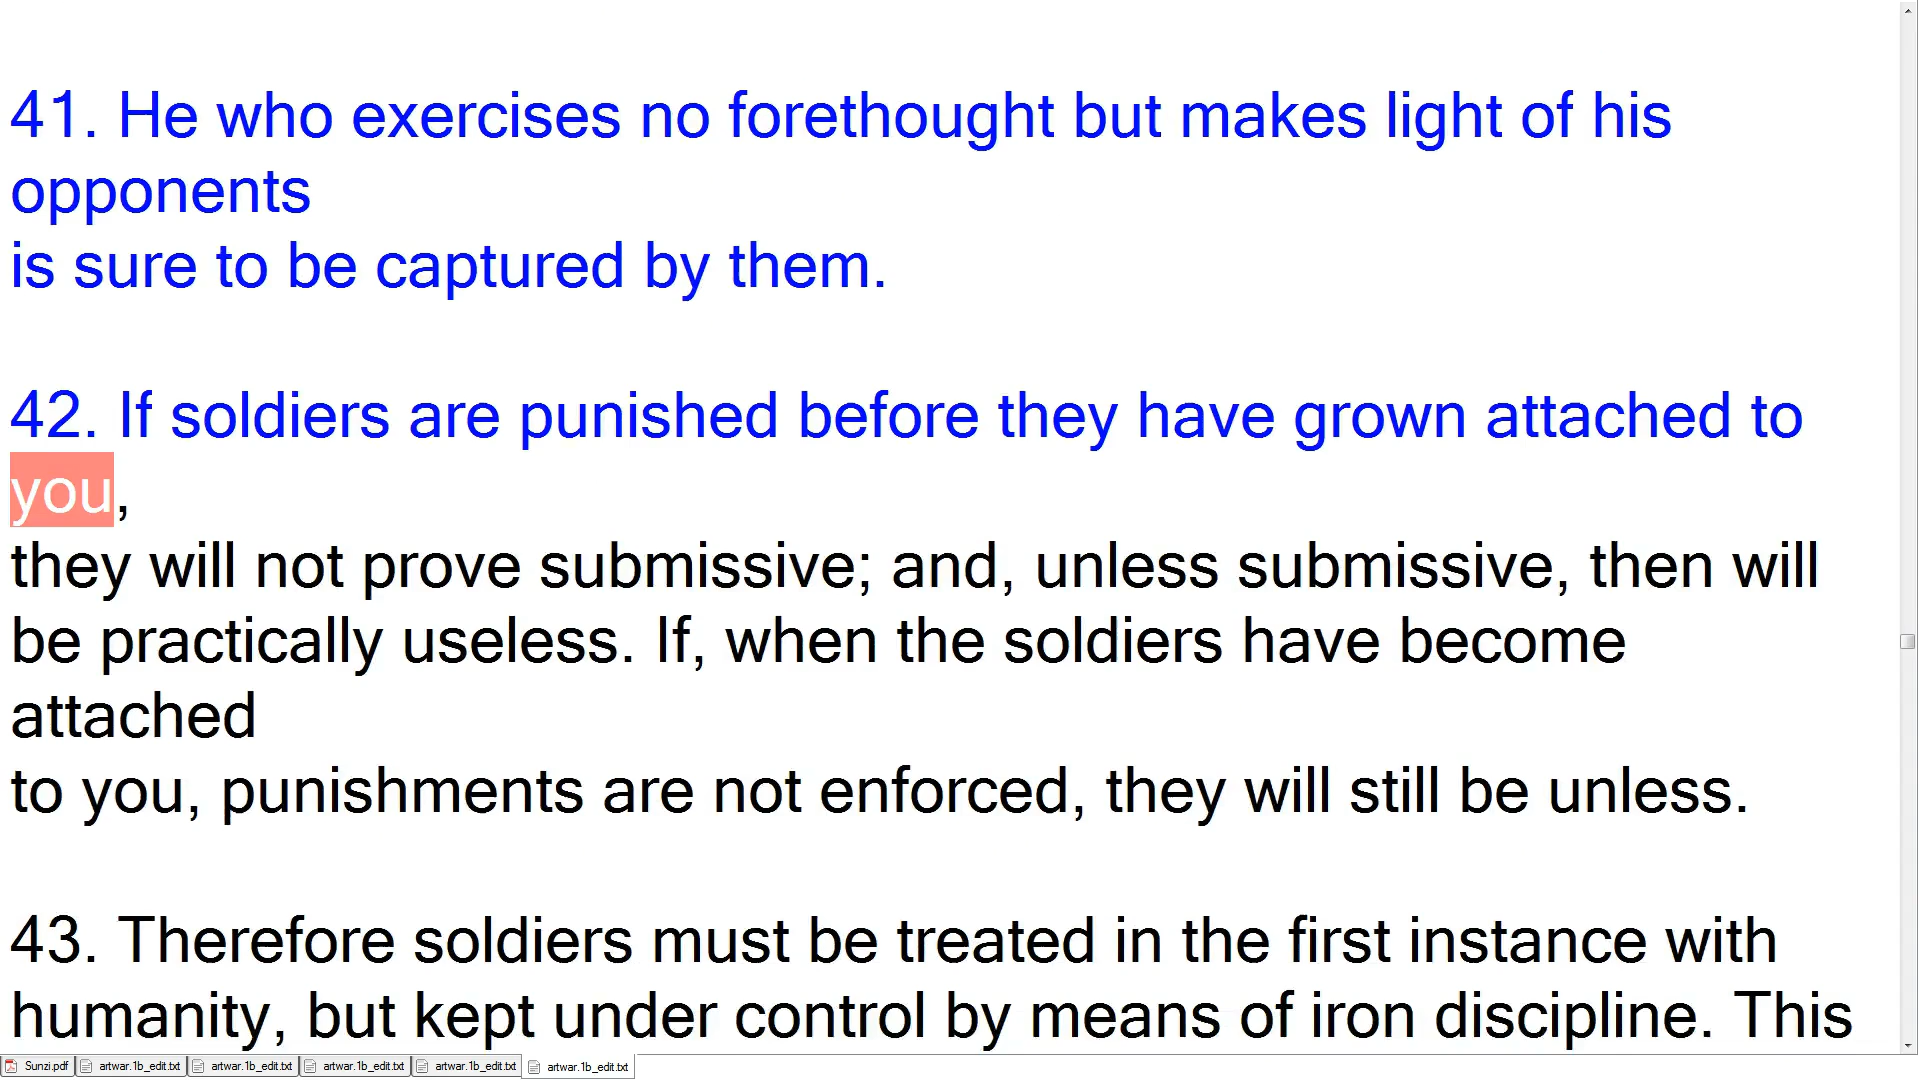 41. He who exercises no forethought but makes light of his
opponents
is sure to be captured by them.
42. If soldiers are punished before they have grown attached to
you,
they will not prove submissive; and, unless submissive, then will
be practically useless. If, when the soldiers have become
attached
to you, punishments are not enforced, they will still be unless.
43. Therefore soldiers must be treated in the first instance with
humanity, but kept under control by means of iron discipline. This
Sunzi.pdf artwar.1b_edit.txt artwar.1b_edit.txt artwar.1b_edit.txt artwar.1b_edit.txt artwar.1b_edit.txt